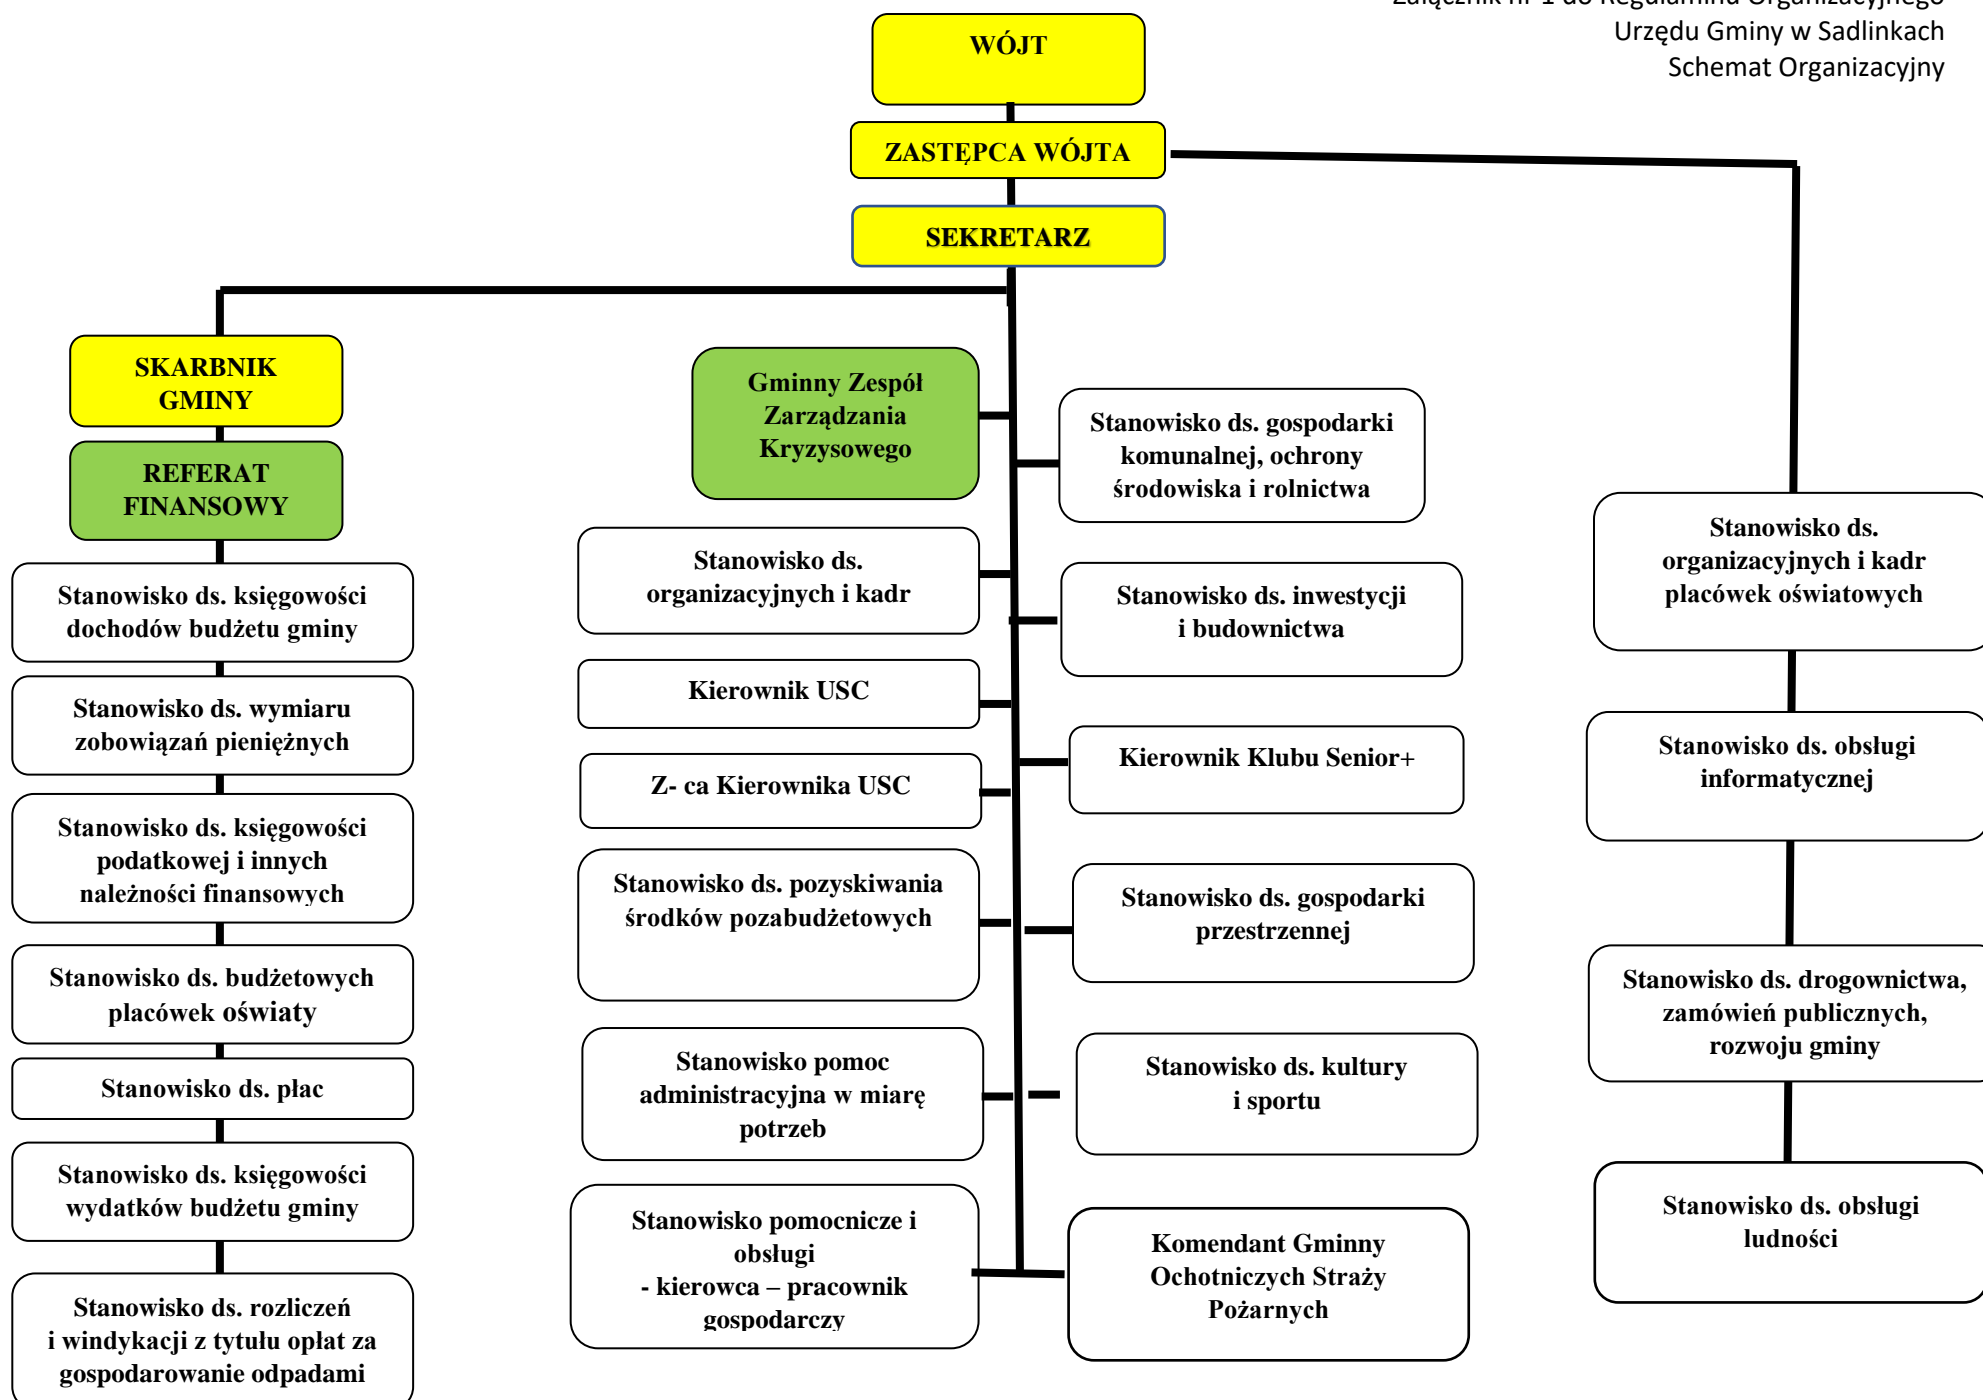 Załącznik nr 1 do Regulaminu Organizacyjnego
Urzędu Gminy w Sadlinkach
Schemat Organizacyjny
WÓJT
ZASTĘPCA WÓJTA
SEKRETARZ
SKARBNIK
GMINY
REFERAT
FINANSOWY
Stanowisko ds. księgowości
dochodów budżetu gminy
Stanowisko ds. wymiaru
zobowiązań pieniężnych
Stanowisko ds. księgowości
podatkowej i innych
należności finansowych
Stanowisko ds. budżetowych
placówek oświaty
Stanowisko ds. płac
Stanowisko ds. księgowości
wydatków budżetu gminy
Stanowisko ds. rozliczeń
i windykacji z tytułu opłat za
gospodarowanie odpadami
Gminny Zespół
Zarządzania
Kryzysowego
Stanowisko ds.
organizacyjnych i kadr
Kierownik USC
Z- ca Kierownika USC
Stanowisko ds. pozyskiwania
środków pozabudżetowych
Stanowisko pomoc
administracyjna w miarę
potrzeb
Stanowisko pomocnicze i
obsługi
- kierowca – pracownik
gospodarczy
Stanowisko ds. gospodarki
komunalnej, ochrony
środowiska i rolnictwa
Stanowisko ds. inwestycji
i budownictwa
Kierownik Klubu Senior+
Stanowisko ds. gospodarki
przestrzennej
Stanowisko ds. kultury
i sportu
Komendant Gminny
Ochotniczych Straży
Pożarnych
Stanowisko ds.
organizacyjnych i kadr
placówek oświatowych
Stanowisko ds. obsługi
informatycznej
Stanowisko ds. drogownictwa,
zamówień publicznych,
rozwoju gminy
Stanowisko ds. obsługi
ludności